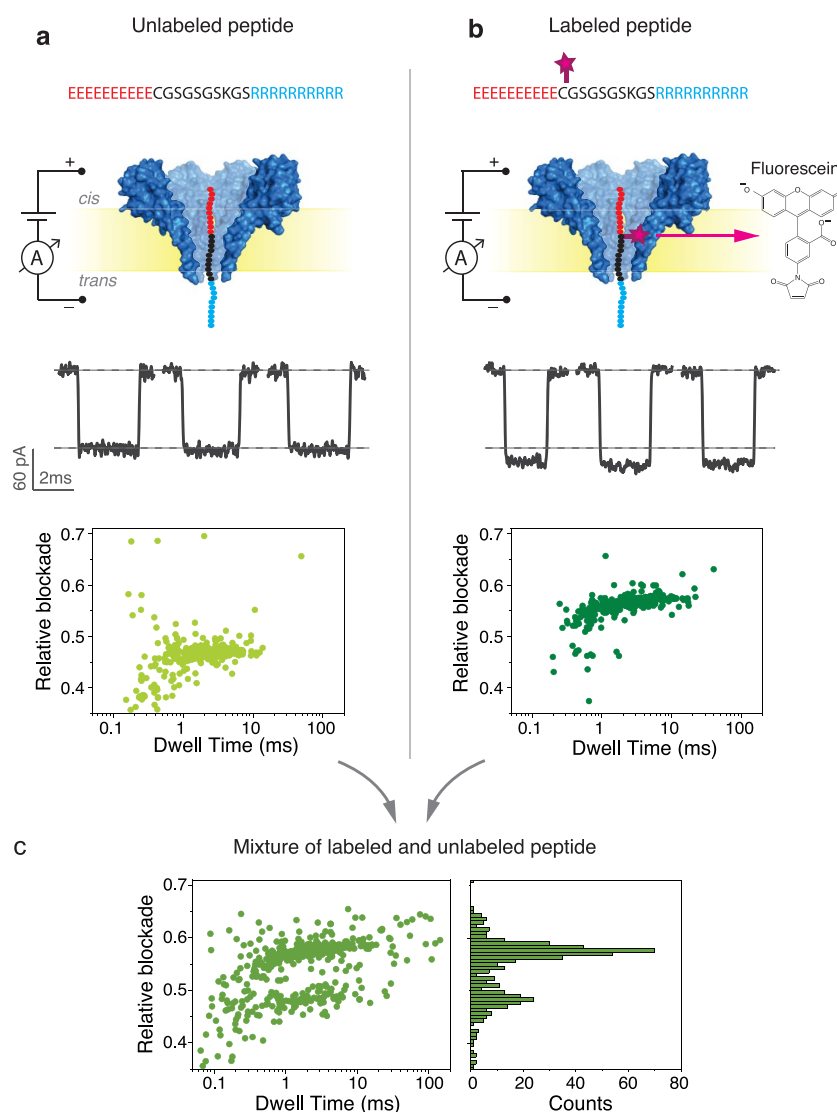 a
Unlabeled peptide
EEEEEEEEEECGSGSGSKGSRRRRRRRRRR
+
cis
A
trans
−
60 pA
2ms
Relative blockade
0.7
0.6
0.5
0.4
0.1
1
10
100
Dwell Time (ms)
b
Labeled peptide
EEEEEEEEEECGSGSGSKGSRRRRRRRRRR
+
cis
A
trans
−
Fluorescein
−
O
O
O
O
−
O
N
O
O
Relative blockade
0.7
0.6
0.5
0.4
0.1
1
10
100
Dwell Time (ms)
c
Mixture of labeled and unlabeled peptide
Relative blockade
0.7
0.6
0.5
0.4
0.1
1
10
100
Dwell Time (ms)
0
20
40
60
80
Counts